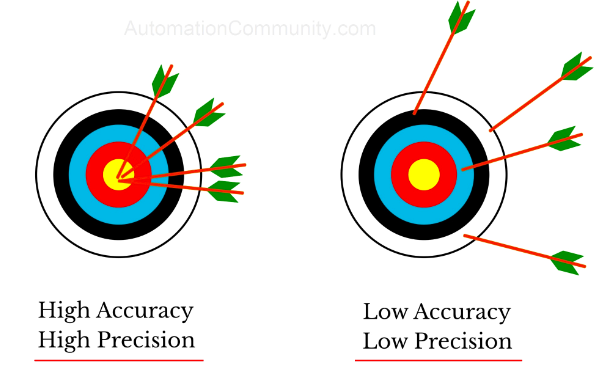 AutomationCommunity.com
High Accuracy
High Precision
Low Accuracy
Low Precision